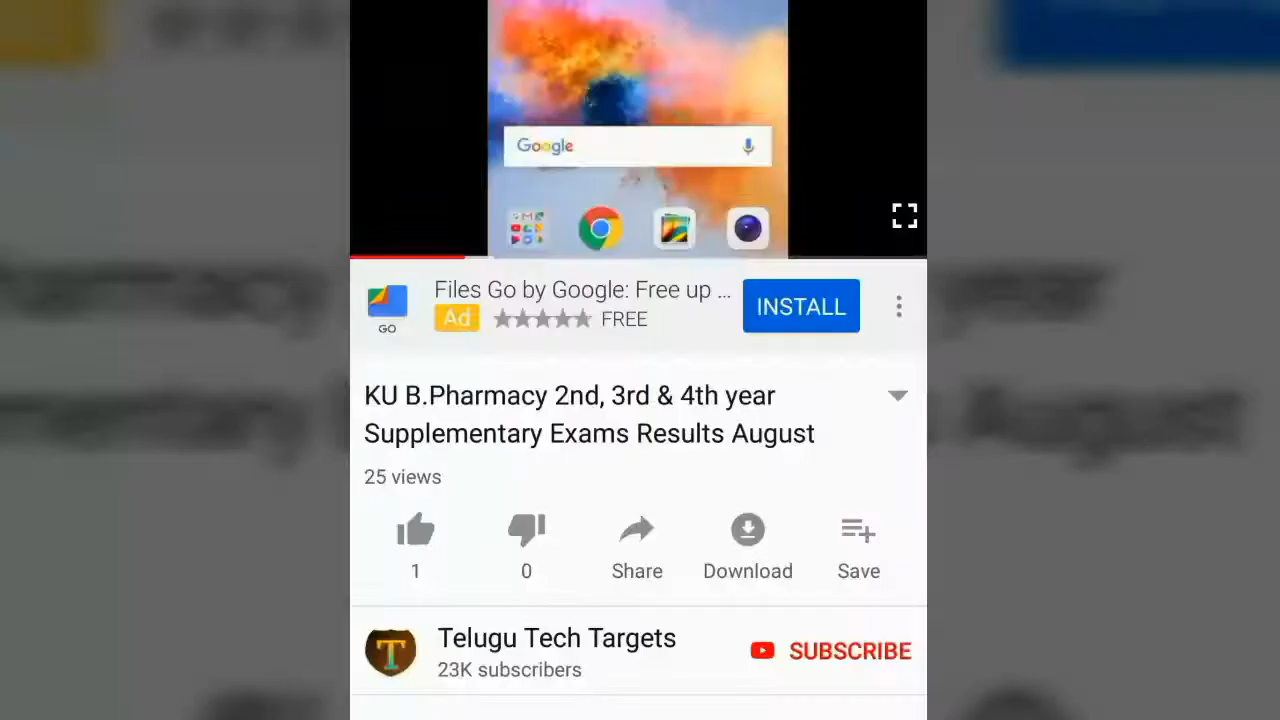 Google
Files Go by Google: Free up ...
GO
Ad
FREE
INSTALL
KU B.Pharmacy 2nd, 3rd & 4th year
Supplementary Exams Results August
25 views
1
0
Share
Download
Save
T
Telugu Tech Targets
23K subscribers
SUBSCRIBE